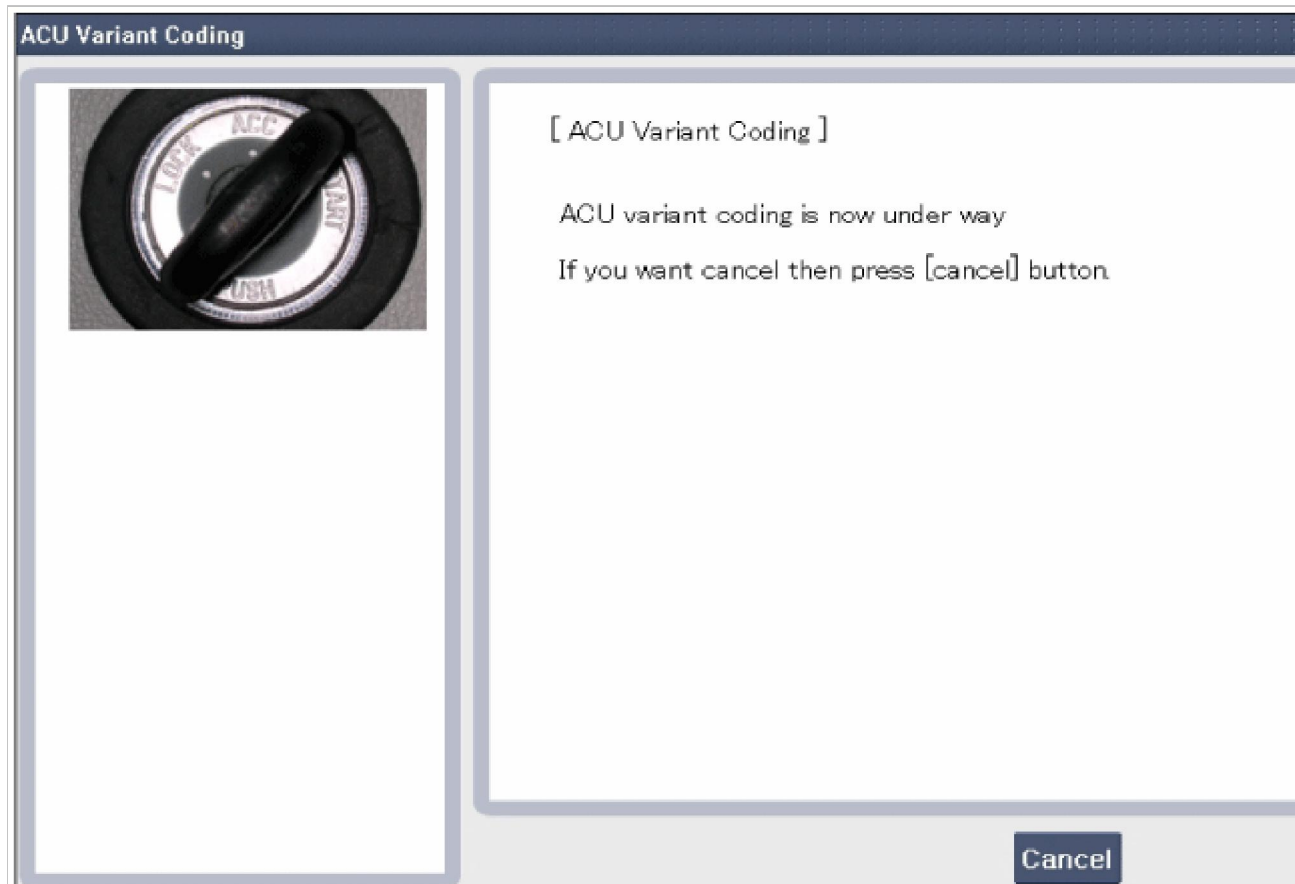 ACU Variant Coding
LOCK
ACC
PUSH
[ ACU Variant Coding ]
ACU variant coding is now under way
If you want cancel then press [cancel] button.
Cancel